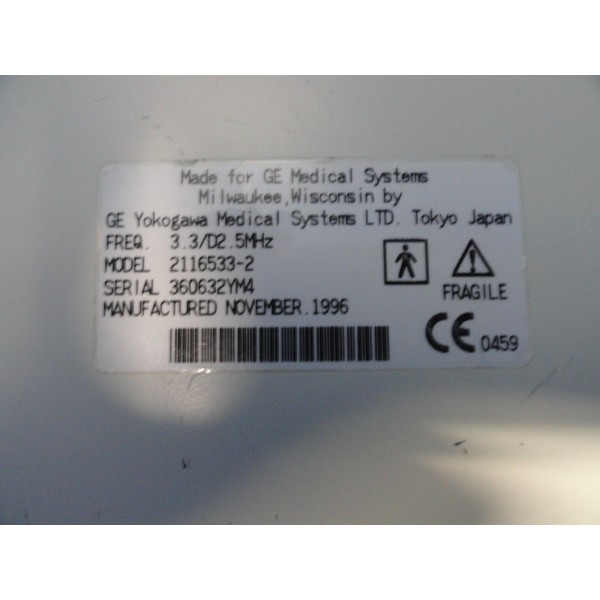 Made for GE Medical Systems
Milwaukee, Wisconsin by
GE Yokogawa Medical Systems LTD. Tokyo Japan
FREQ. 3.3/D2.5MHz
MODEL 2116533-2
SERIAL 360632YM4
MANUFACTURED NOVEMBER.1996
FRAGILE
CE 0459